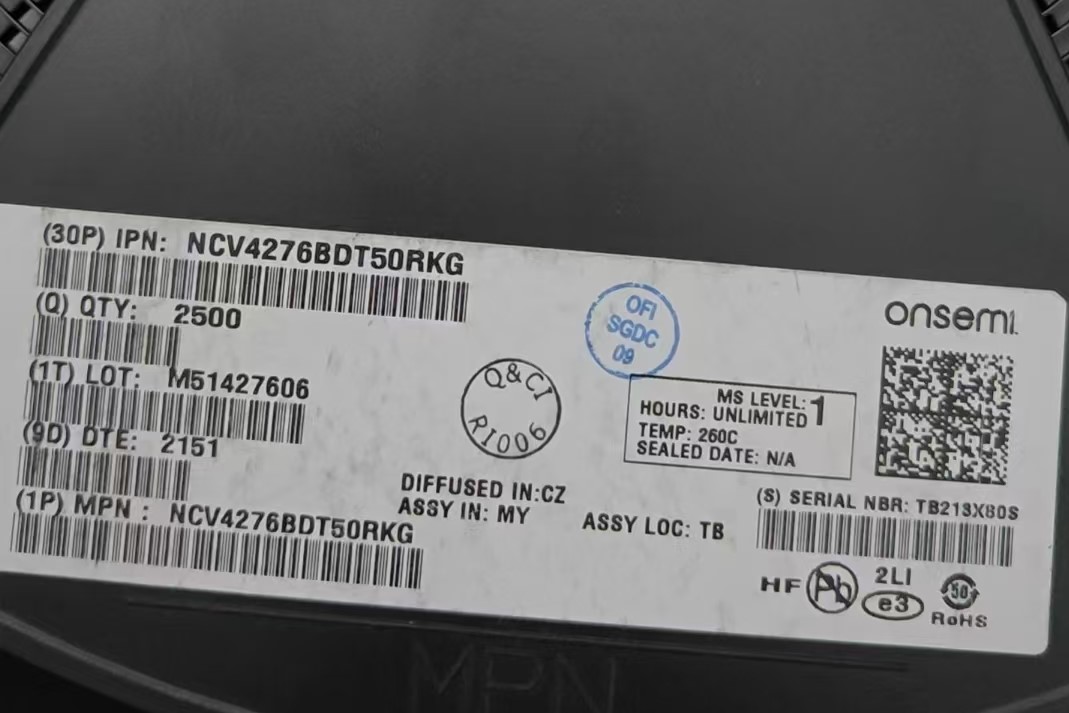 (30P) IPN: NCV4276BDT50RKG
(Q) QTY: 2500
(1T) LOT: M51427606
(9D) DTE: 2151
(1P) MPN : NCV4276BDT50RKG
OFI
SGDC
09
Q&CI
RI006
onsemi
MS LEVEL: 1
HOURS: UNLIMITED
TEMP: 260C
SEALED DATE: N/A
DIFFUSED IN:CZ
ASSY IN: MY
ASSY LOC: TB
(S) SERIAL NBR: TB218X80S
HF Pb 2LI
e3
50
RoHS
MPN